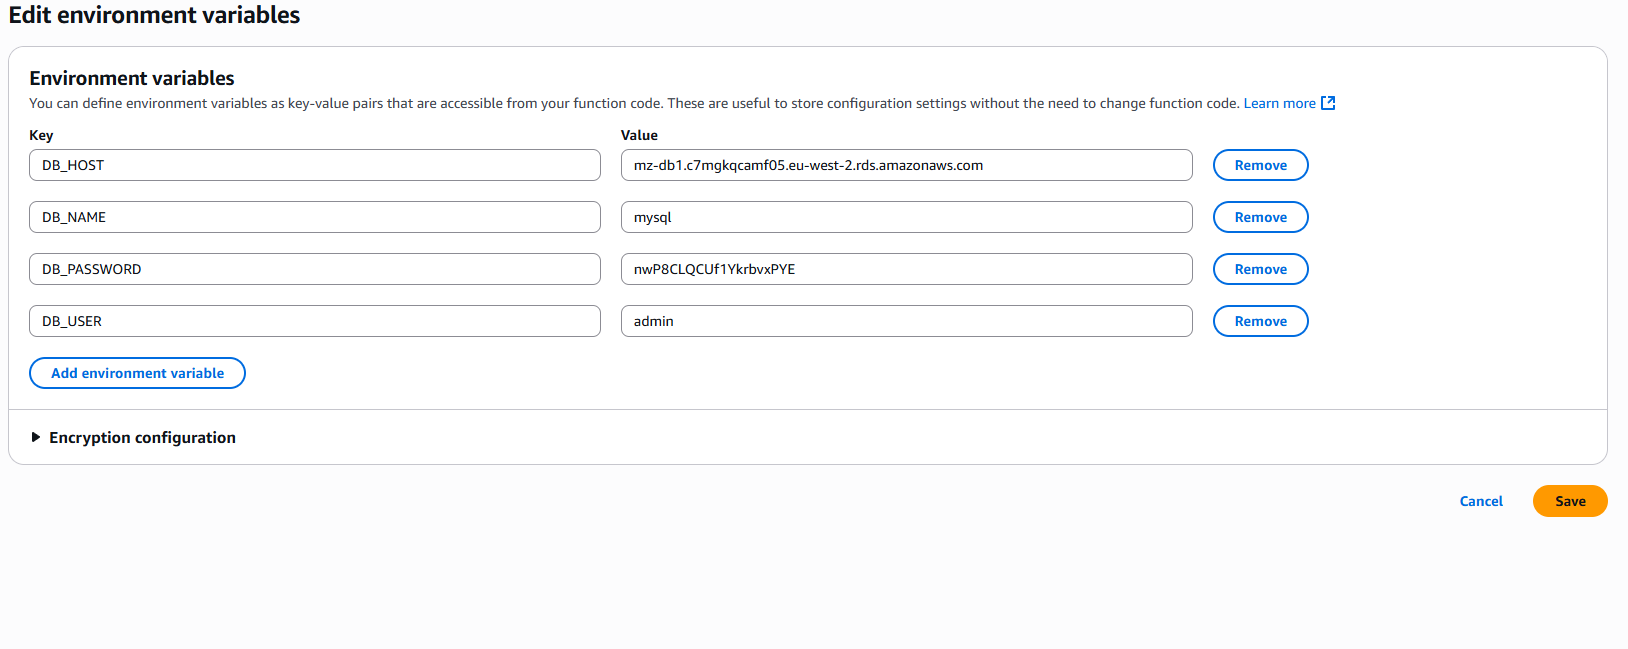 Edit environment variables
Environment variables
You can define environment variables as key-value pairs that are accessible from your function code. These are useful to store configuration settings without the need to change function code. Learn more
Key Value
DB_HOST mz-db1.c7mgkqcamf05.eu-west-2.rds.amazonaws.com Remove
DB_NAME mysql Remove
DB_PASSWORD nwP8CLQCUf1YkrbvxPYE Remove
DB_USER admin Remove
Add environment variable
Encryption configuration
Cancel Save